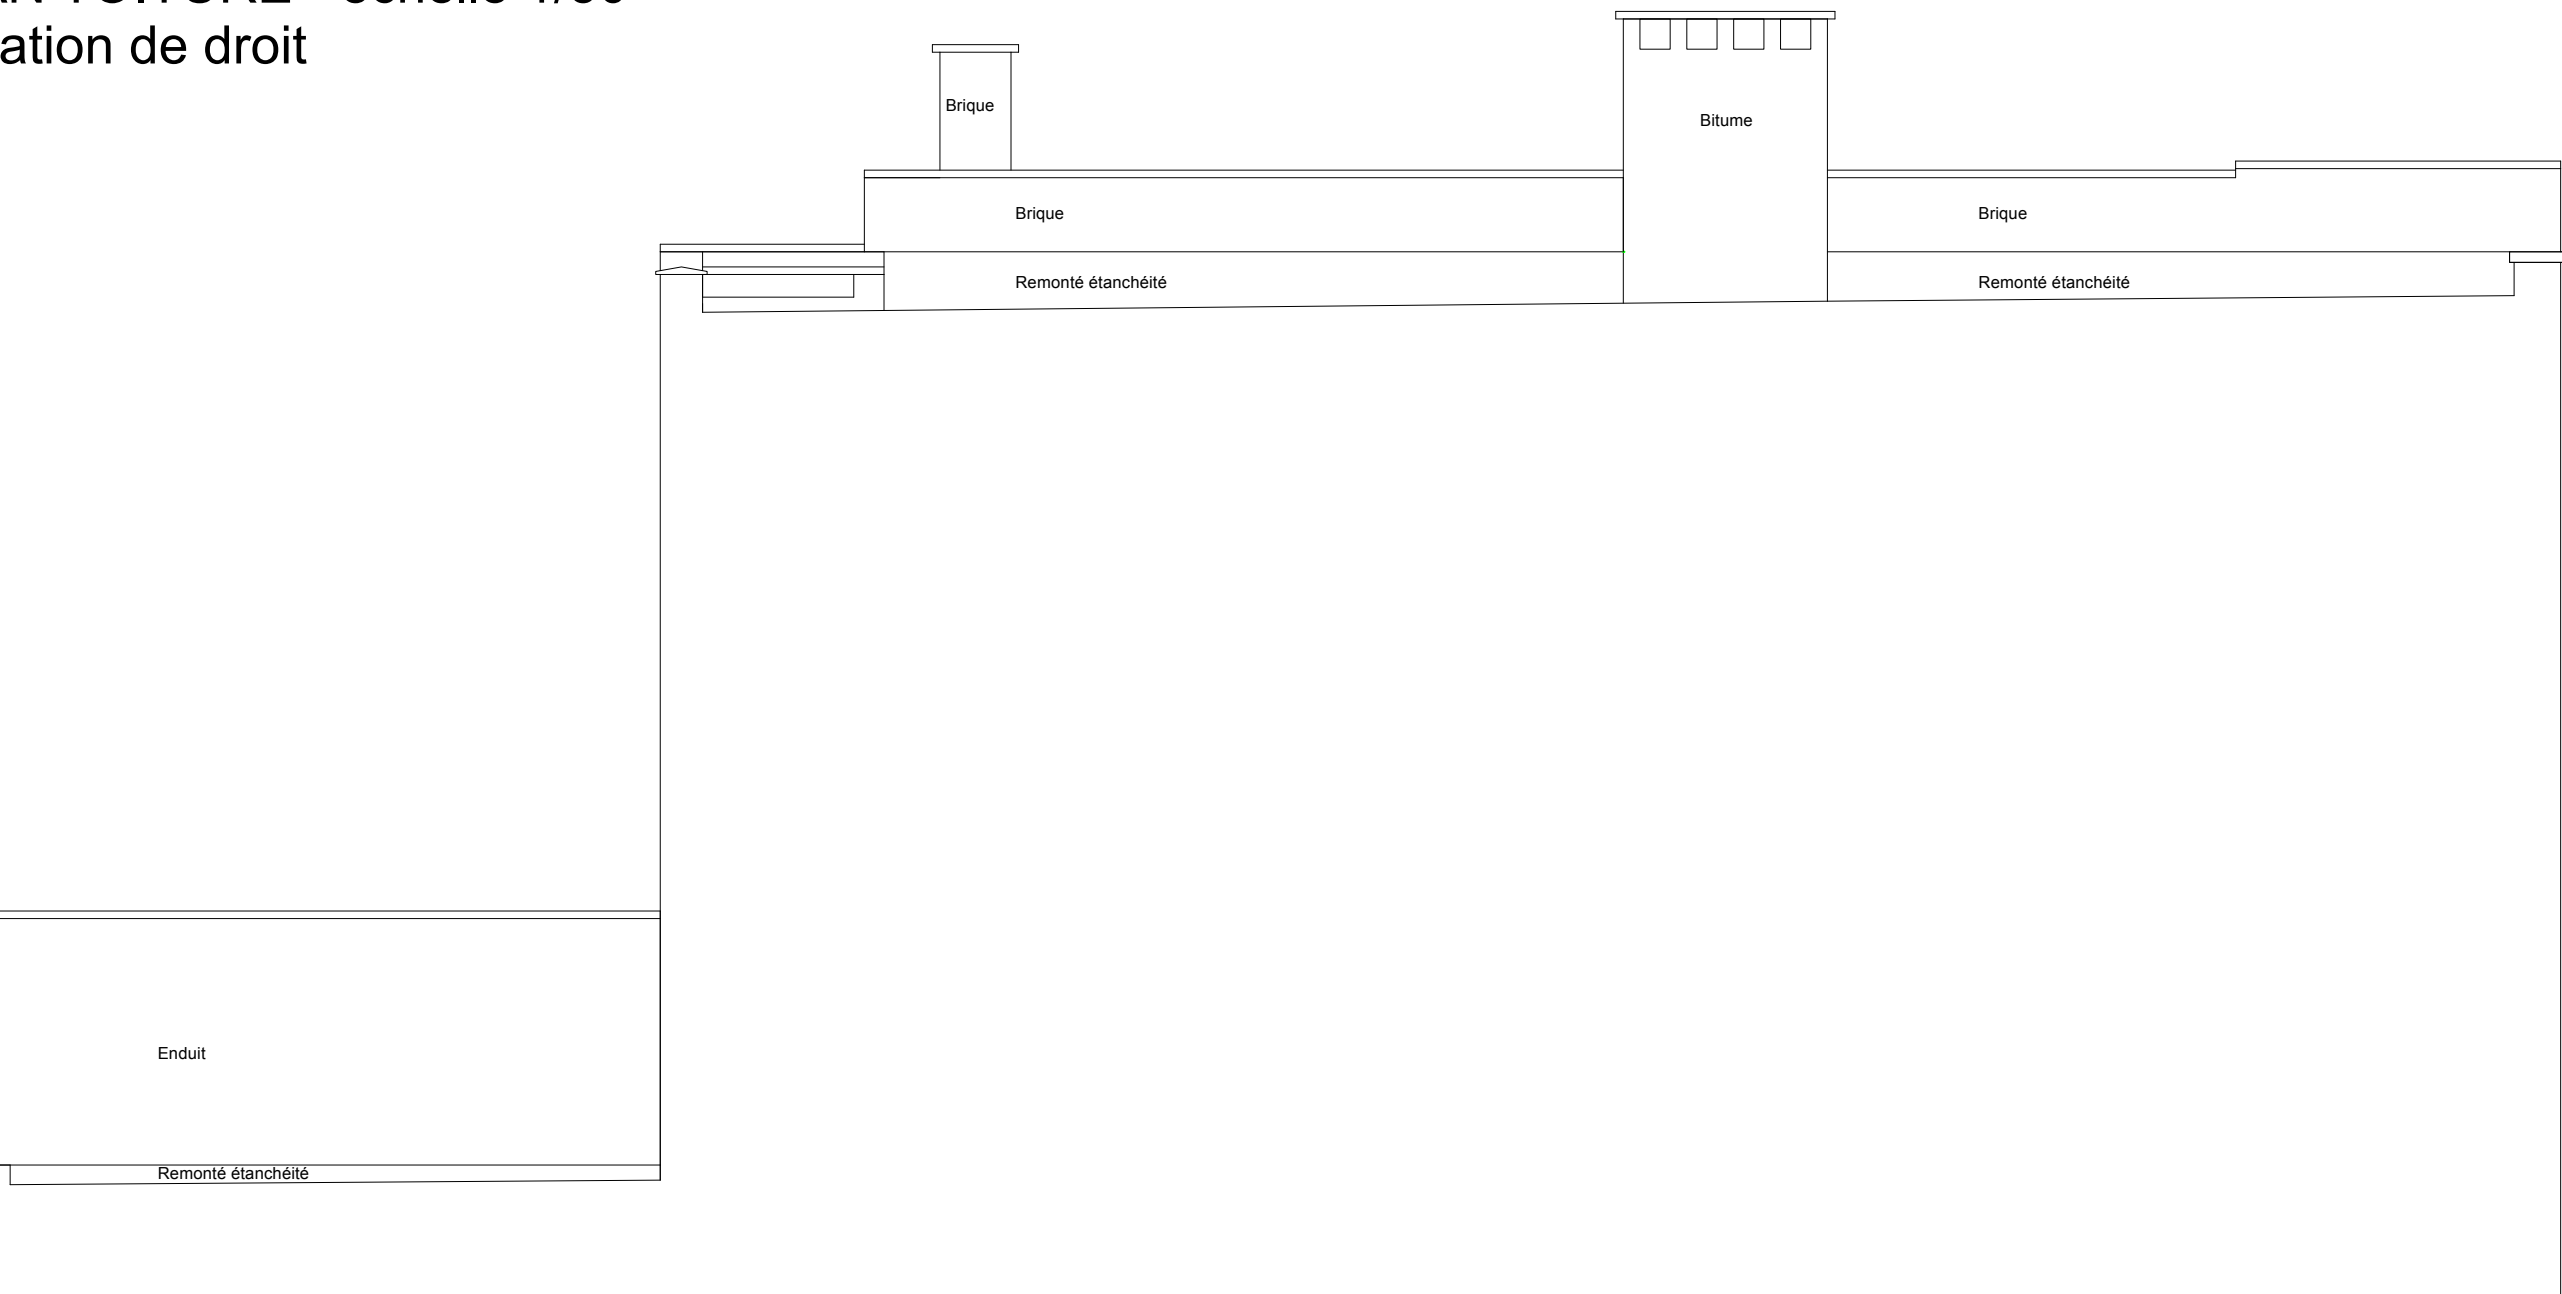 ation de droit
Brique
Bitume
Brique
Brique
Remonté étanchéité
Remonté étanchéité
Enduit
Remonté étanchéité